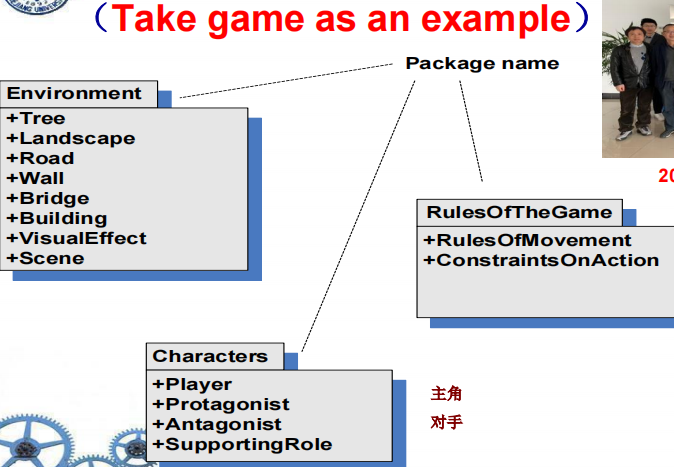 （Take game as an example）
Package name
Environment
+Tree
+Landscape
+Road
+Wall
+Bridge
+Building
+VisualEffect
+Scene
20
RulesOfTheGame
+RulesOfMovement
+ConstraintsOnAction
Characters
+Player
+Protagonist
+Antagonist
+SupportingRole
主角
对手